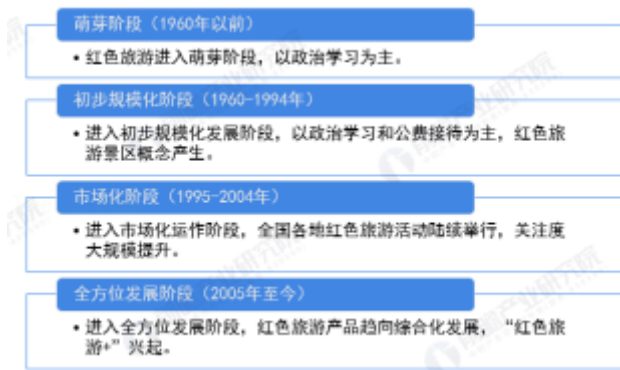 萌芽阶段（1960年以前）
•红色旅游进入萌芽阶段，以政治学习为主。
初步规模化阶段（1960-1994年）
•进入初步规模化发展阶段，以政治学习和公费接待为主，红色旅
游景区概念产生。
市场化阶段（1995-2004年）
•进入市场化运作阶段，全国各地红色旅游活动陆续举行，关注度
大规模提升。
全方位发展阶段（2005年至今）
•进入全方位发展阶段，红色旅游产品趋向综合化发展，“红色旅
游+”兴起。